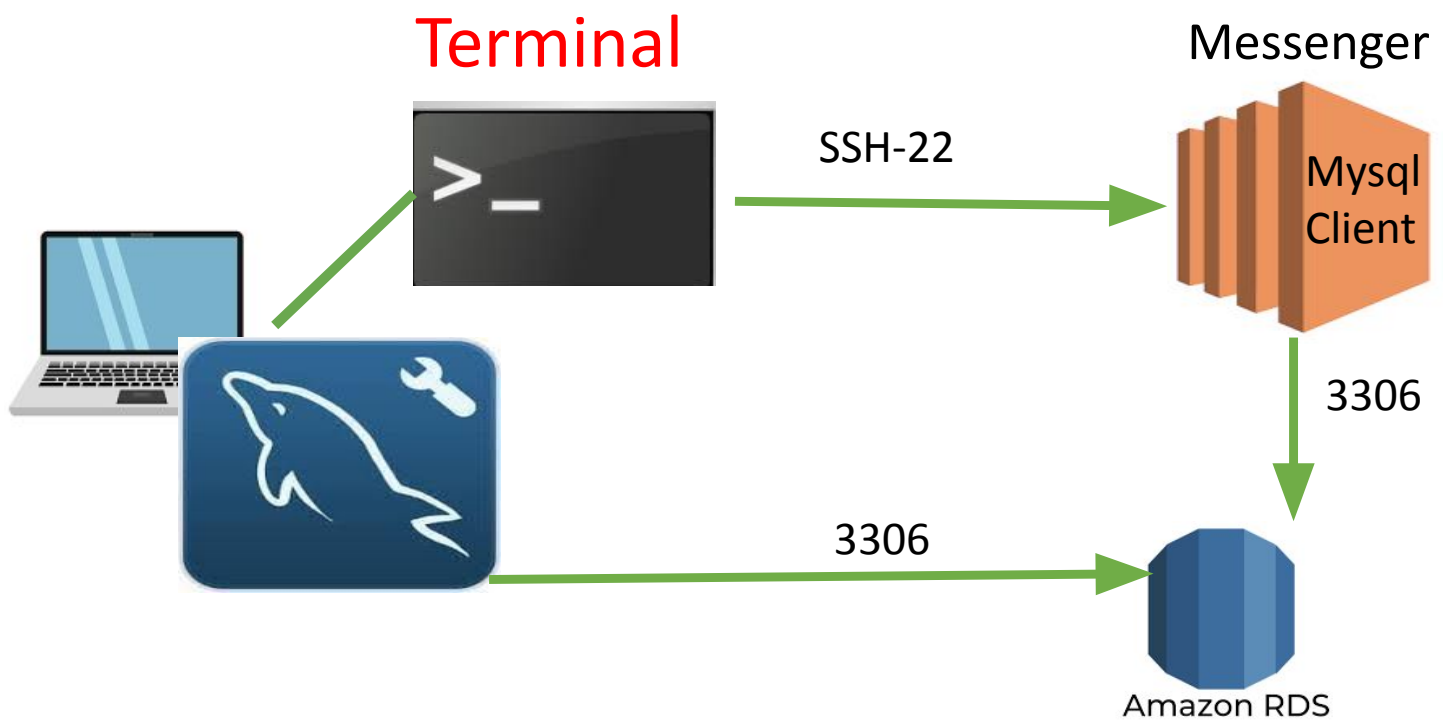 Terminal
Messenger
>_
SSH-22
Mysql
Client
3306
3306
Amazon RDS